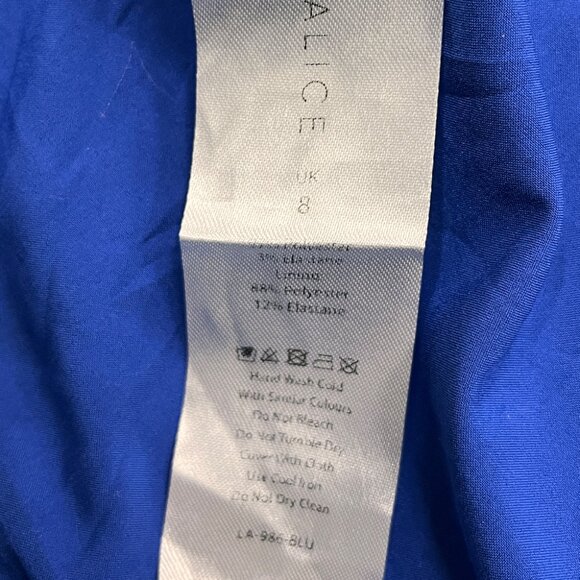 ALICE
UK
8
Polyester
3% Elastane
Lining
88% Polyester
12% Elastane
Hand Wash Cold
With Similar Colours
Do Not Bleach
Do Not Tumble Dry
Cover With Cloth
Use Cool Iron
Do Not Dry Clean
LA-986-BLU